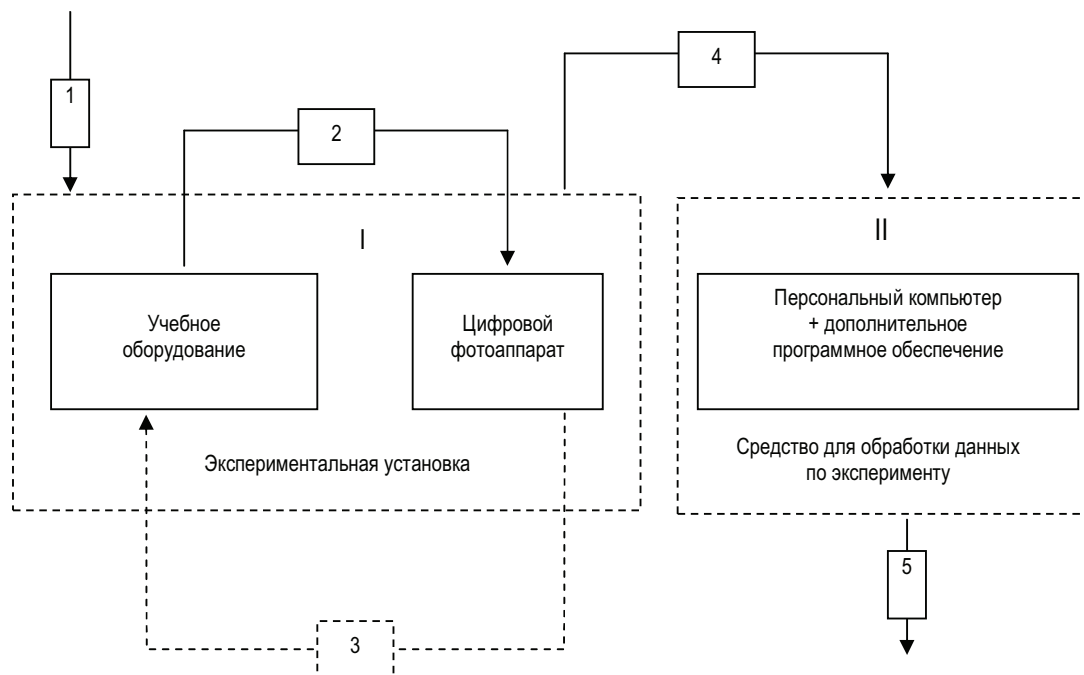 1
2
4
I
II
Учебное
оборудование
Цифровой
фотоаппарат
Персональный компьютер
+ дополнительное
программное обеспечение
Экспериментальная установка
Средство для обработки данных
по эксперименту
3
5